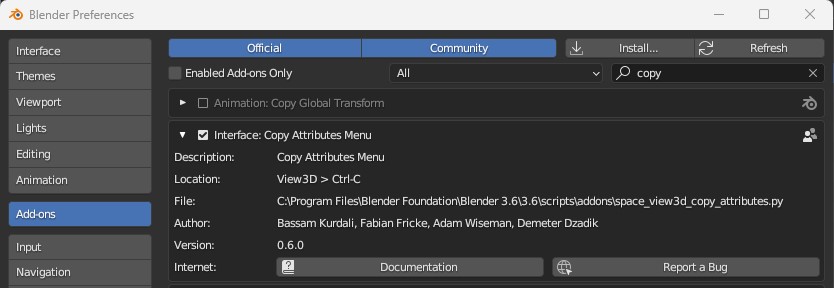 Blender Preferences
Interface
Themes
Viewport
Lights
Editing
Animation
Add-ons
Input
Navigation
Official Community Install... Refresh
Enabled Add-ons Only All copy
Animation: Copy Global Transform
Interface: Copy Attributes Menu
Description: Copy Attributes Menu
Location: View3D > Ctrl-C
File: C:\Program Files\Blender Foundation\Blender 3.6\3.6\scripts\addons\space_view3d_copy_attributes.py
Author: Bassam Kurdali, Fabian Fricke, Adam Wiseman, Demeter Dzadik
Version: 0.6.0
Internet: Documentation Report a Bug